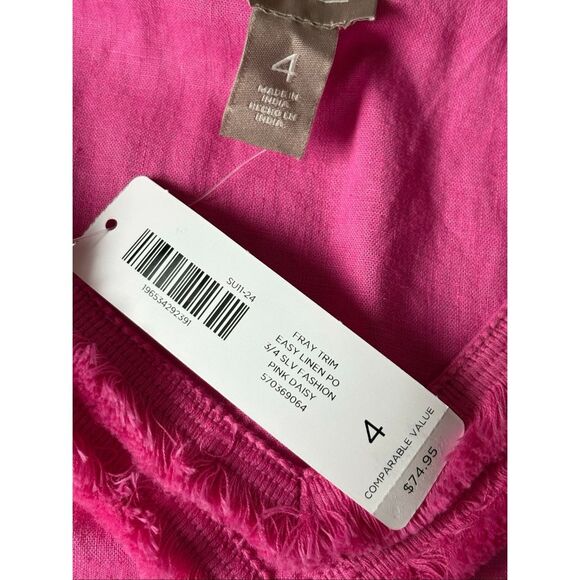 4
MADE IN
INDIA
HECHO EN
INDIA
SU11-24
196534292391
FRAY TRIM
EASY LINEN PO
3/4 SLV FASHION
PINK DAISY
570369064
4
COMPARABLE VALUE
$74.95